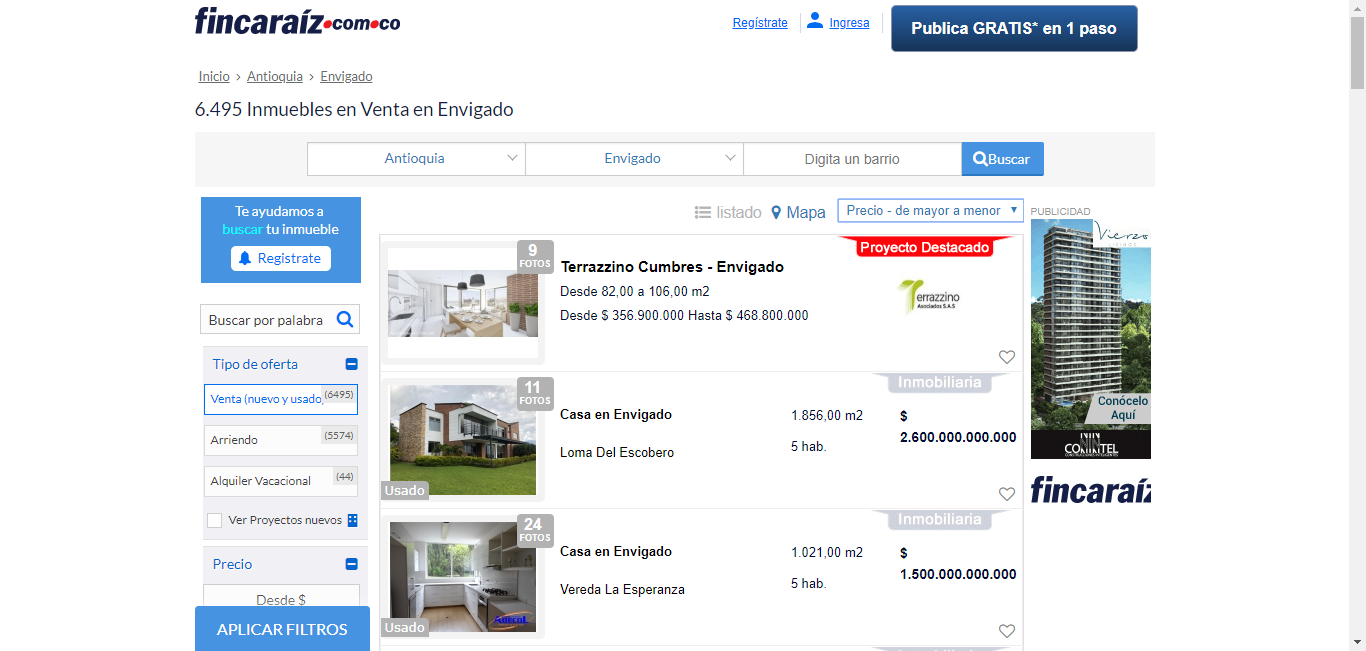 fincaraíz.com.co
Regístrate
Ingresa
Publica GRATIS* en 1 paso
Inicio > Antioquia > Envigado
6.495 Inmuebles en Venta en Envigado
Antioquia
Envigado
Digita un barrio
Buscar
Te ayudamos a
buscar tu inmueble
Registrate
Buscar por palabra
Tipo de oferta
Venta (nuevo y usado
(6495)
Arriendo
(5574)
Alquiler Vacacional
(44)
Ver Proyectos nuevos
Precio
Desde $
APLICAR FILTROS
listado
Mapa
Precio - de mayor a menor
9
FOTOS
Terrazzino Cumbres - Envigado
Desde 82,00 a 106,00 m2
Desde $ 356.900.000 Hasta $ 468.800.000
Proyecto Destacado
Terrazzino
Asociados S.A.S
11
FOTOS
Usado
Casa en Envigado
Loma Del Escobero
1.856,00 m2
5 hab.
Inmobiliaria
$
2.600.000.000.000
24
FOTOS
Usado
Casa en Envigado
Vereda La Esperanza
1.021,00 m2
5 hab.
Inmobiliaria
$
1.500.000.000.000
PUBLICIDAD
Vierzo
Conócelo
Aquí
CONINTEL
fincaraíz